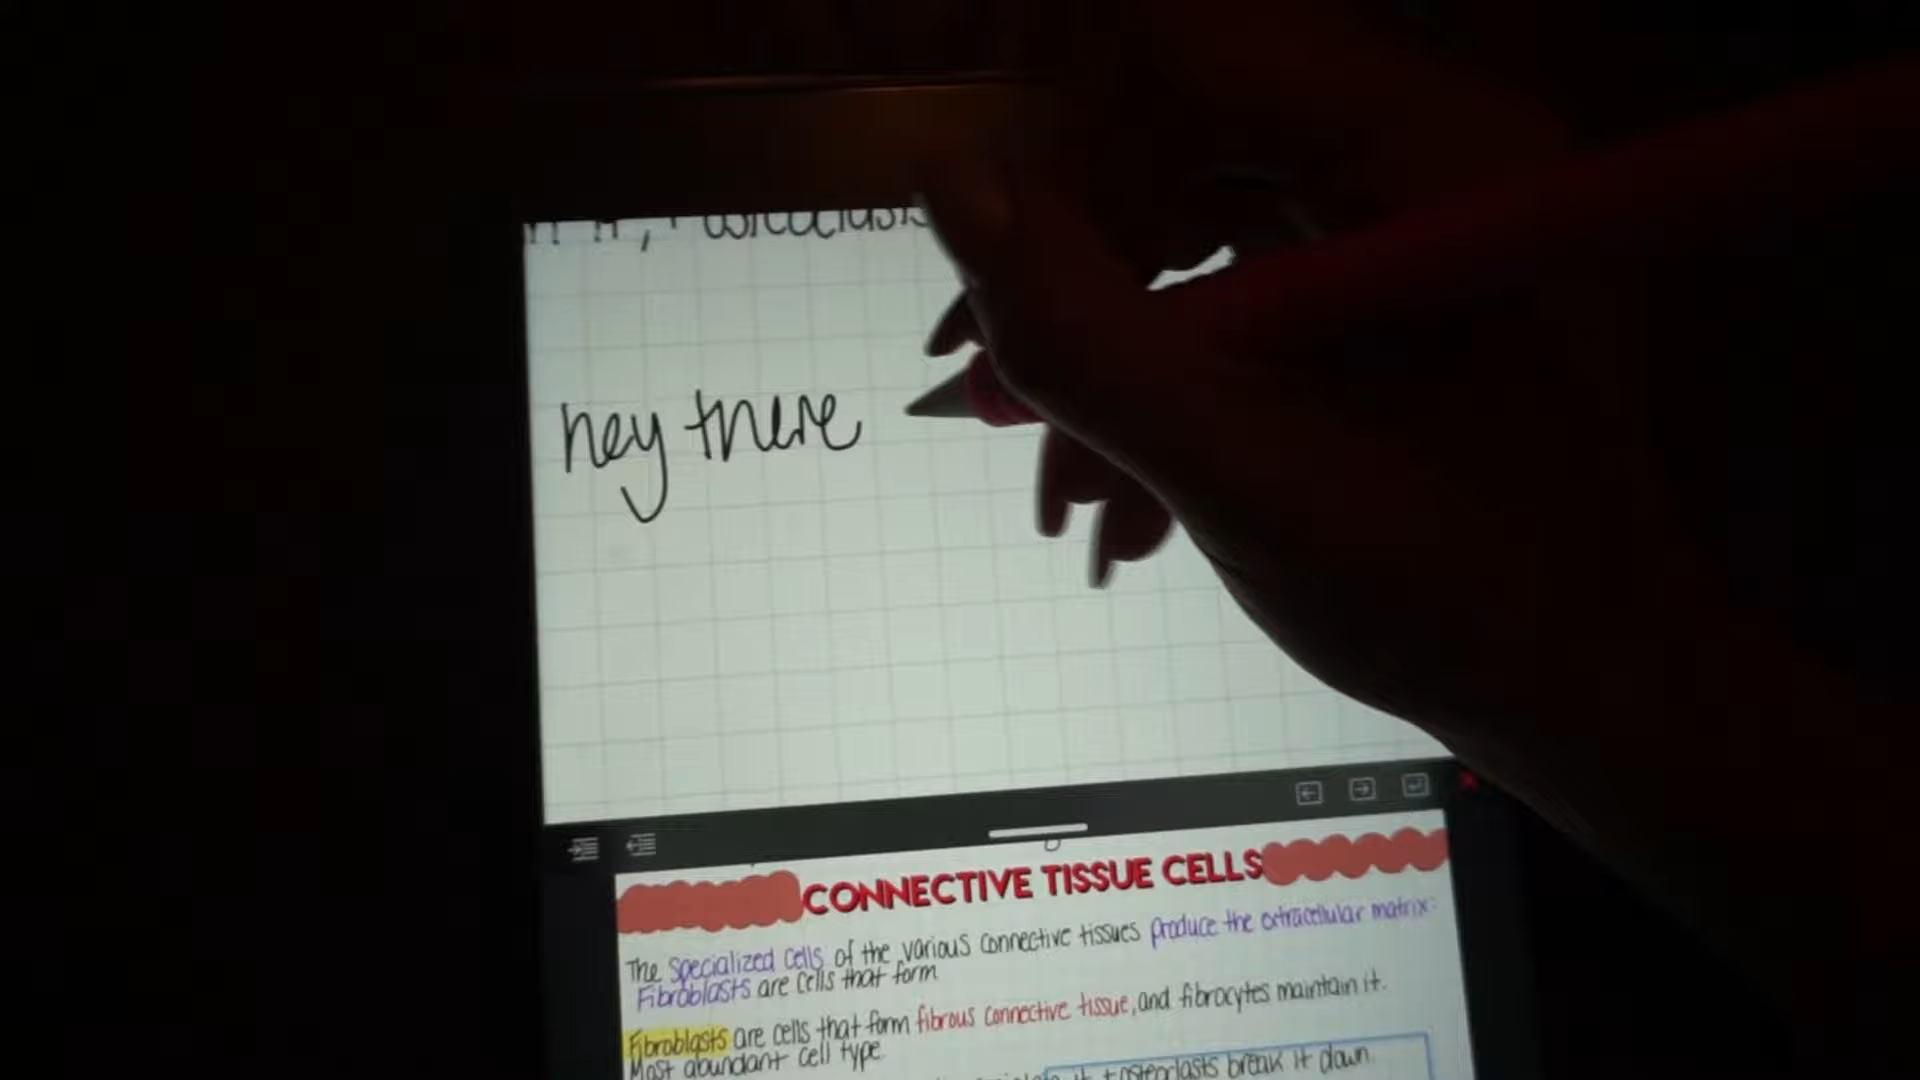 hey there
CONNECTIVE TISSUE CELLS
The specialized cells of the various connective tissues produce the extracellular matrix:
Fibroblasts are cells that form
Fibroblasts are cells that form fibrous connective tissue, and fibrocytes maintain it.
Most abundant cell type.
it + osteoclasts break it down